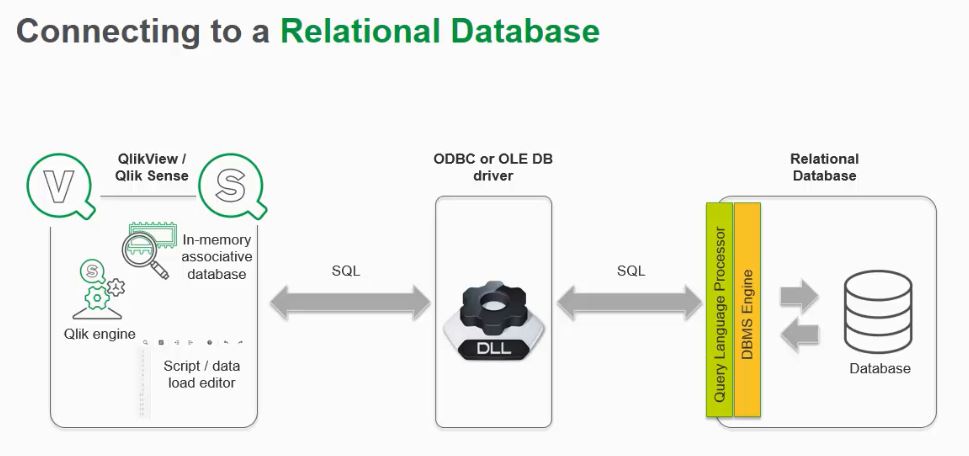 Connecting to a Relational Database
QlikView /
Qlik Sense
V
S
In-memory
associative
database
S
Qlik engine
Script / data
load editor
SQL
ODBC or OLE DB
driver
DLL
SQL
Relational
Database
Query Language Processor
DBMS Engine
Database